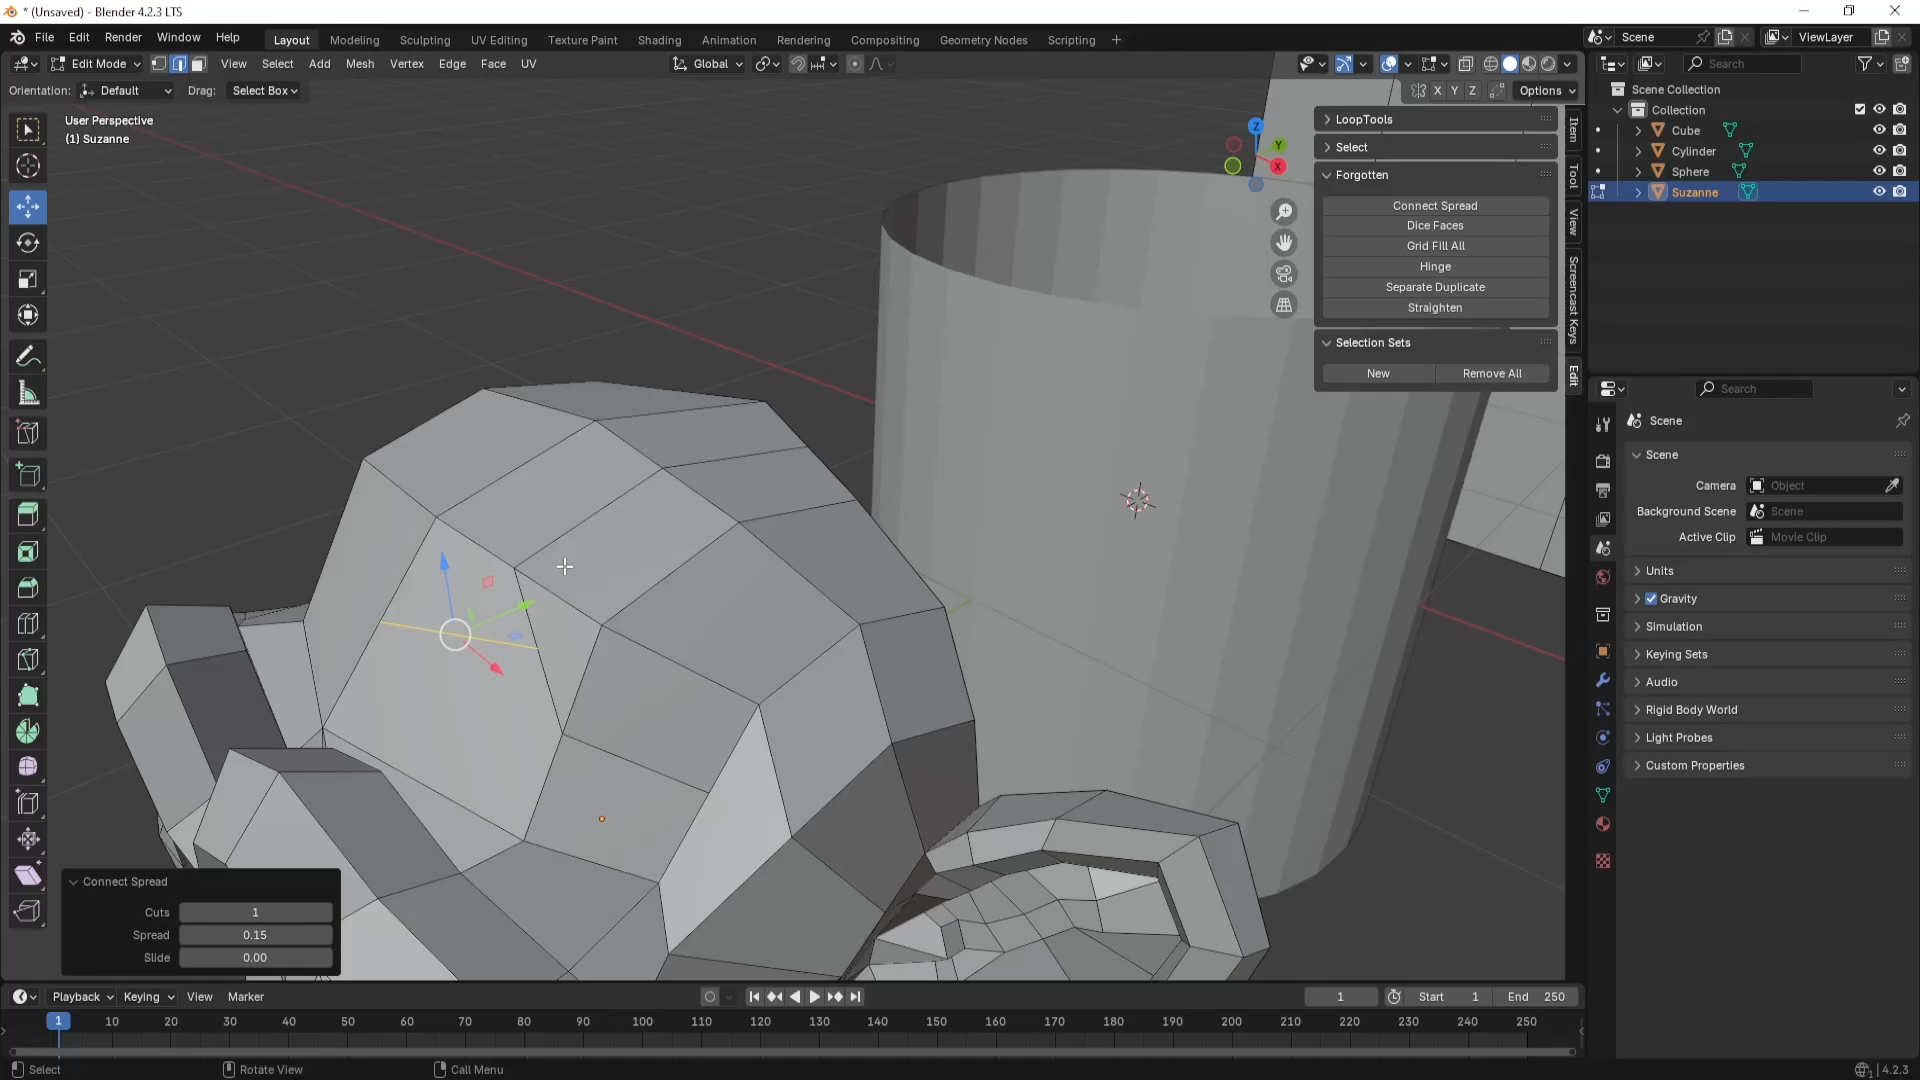 * (Unsaved) - Blender 4.2.3 LTS
File Edit Render Window Help
Layout Modeling Sculpting UV Editing Texture Paint Shading Animation Rendering Compositing Geometry Nodes Scripting +
Scene
ViewLayer
Edit Mode View Select Add Mesh Vertex Edge Face UV
Global
Search
Orientation: Default Drag: Select Box
X Y Z Options
User Perspective
(1) Suzanne
Z
Y
X
LoopTools
Select
Forgotten
Connect Spread
Dice Faces
Grid Fill All
Hinge
Separate Duplicate
Straighten
Selection Sets
New Remove All
Item
Tool
View
Screencast Keys
Edit
Scene Collection
Collection
Cube
Cylinder
Sphere
Suzanne
Search
Scene
Scene
Camera Object
Background Scene Scene
Active Clip Movie Clip
Units
Gravity
Simulation
Keying Sets
Audio
Rigid Body World
Light Probes
Custom Properties
Connect Spread
Cuts 1
Spread 0.15
Slide 0.00
Playback Keying View Marker
1 Start 1 End 250
1 10 20 30 40 50 60 70 80 90 100 110 120 130 140 150 160 170 180 190 200 210 220 230 240 250
Select Rotate View Call Menu
4.2.3